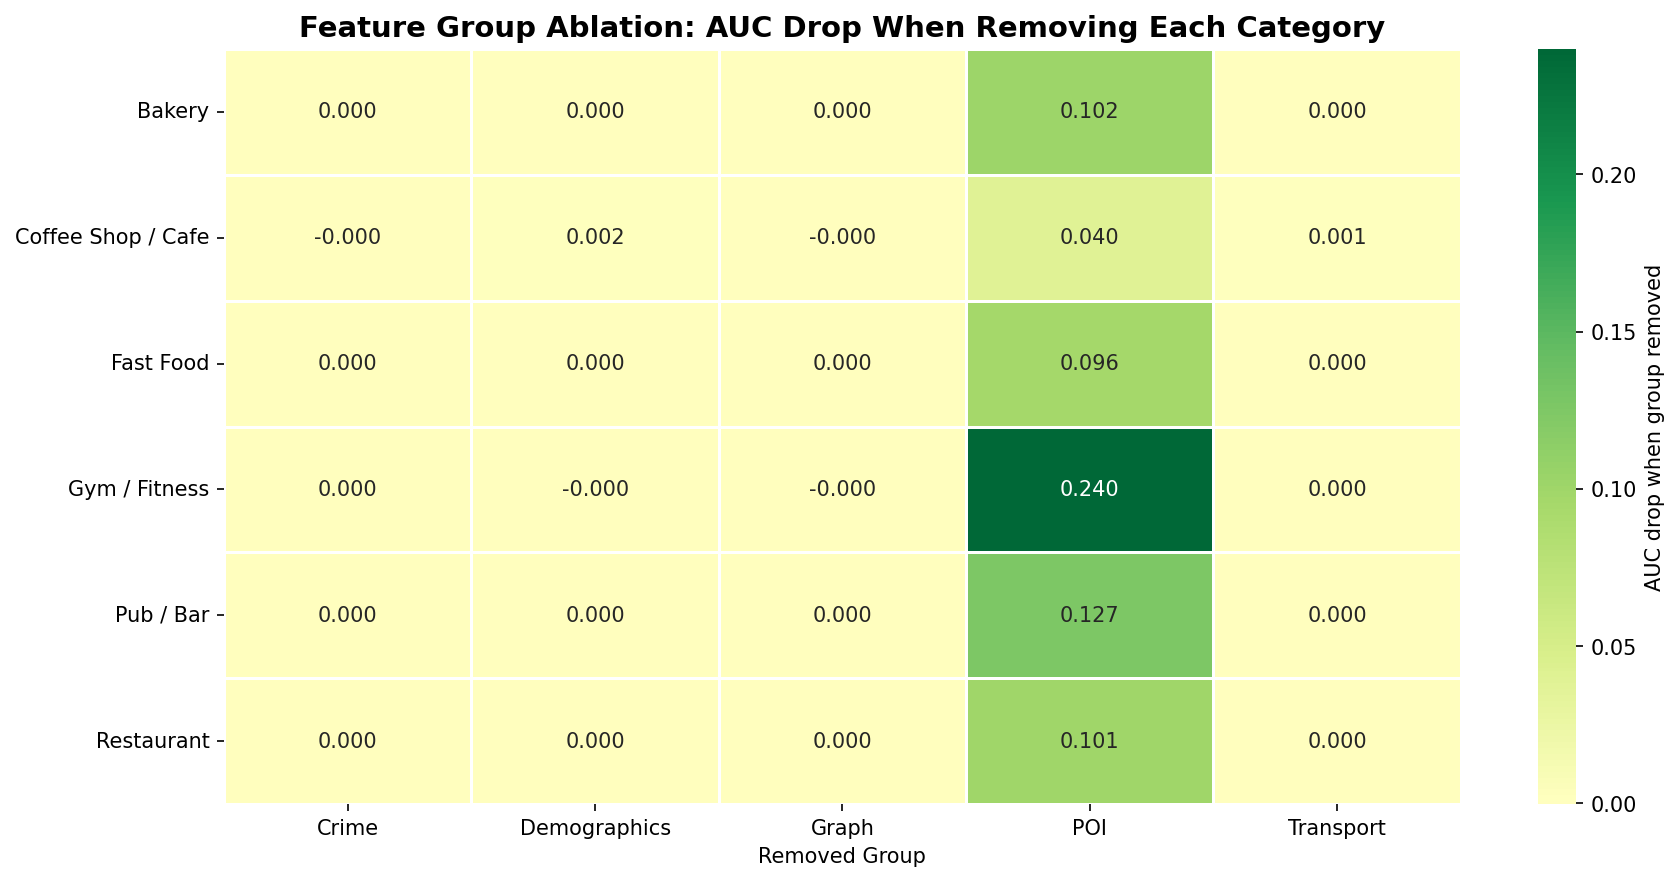 Feature Group Ablation: AUC Drop When Removing Each Category
Bakery 0.000 0.000 0.000 0.102 0.000
Coffee Shop / Cafe -0.000 0.002 -0.000 0.040 0.001
Fast Food 0.000 0.000 0.000 0.096 0.000
Gym / Fitness 0.000 -0.000 -0.000 0.240 0.000
Pub / Bar 0.000 0.000 0.000 0.127 0.000
Restaurant 0.000 0.000 0.000 0.101 0.000
Crime Demographics Graph POI Transport
Removed Group
0.20
0.15
0.10
0.05
0.00
AUC drop when group removed